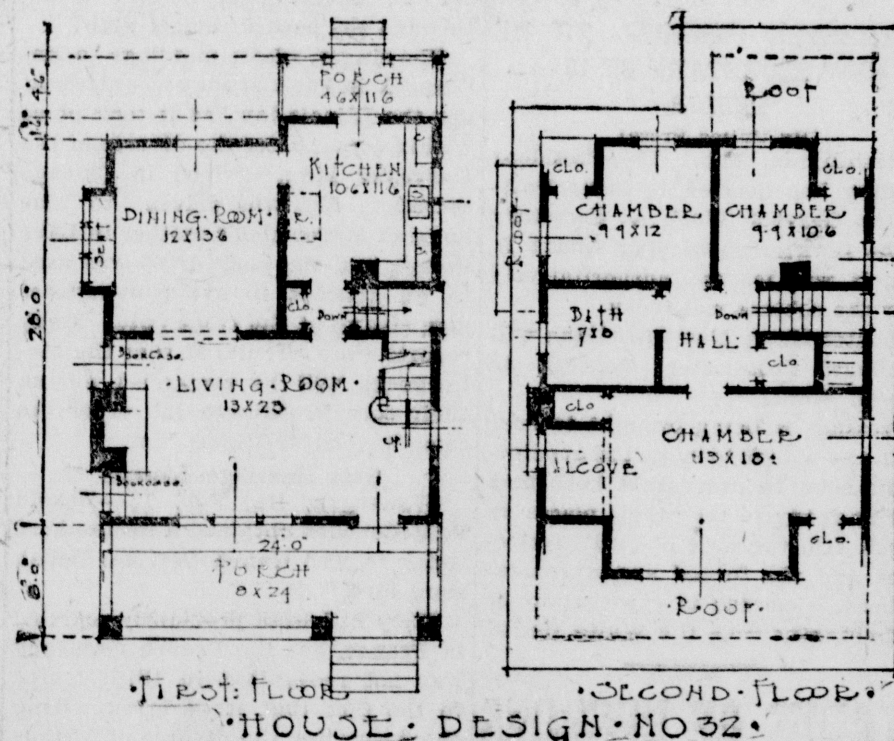 PORCH
4'6 X 11'6
KITCHEN
10'6 X 11'6
DINING·ROOM·
12 X 13'6
R.
SEAT
CLO
DOWN
BOOKCASE
·LIVING·ROOM·
13 X 23
UP
BOOKCASE
24'-0"
PORCH
8 X 24
4'6"
28'.0"
8'.0"
·FIRST: FLOOR
ROOF
CLO.
CLO.
CHAMBER
9'9 X 12
CHAMBER
9'9 X 10'6
ROOF
BATH
7 X 8
DOWN
HALL
CLO
CLO
CHAMBER
13 X 18
ALCOVE
CLO.
·ROOF·
·SECOND·FLOOR·
·HOUSE·DESIGN·NO 32·